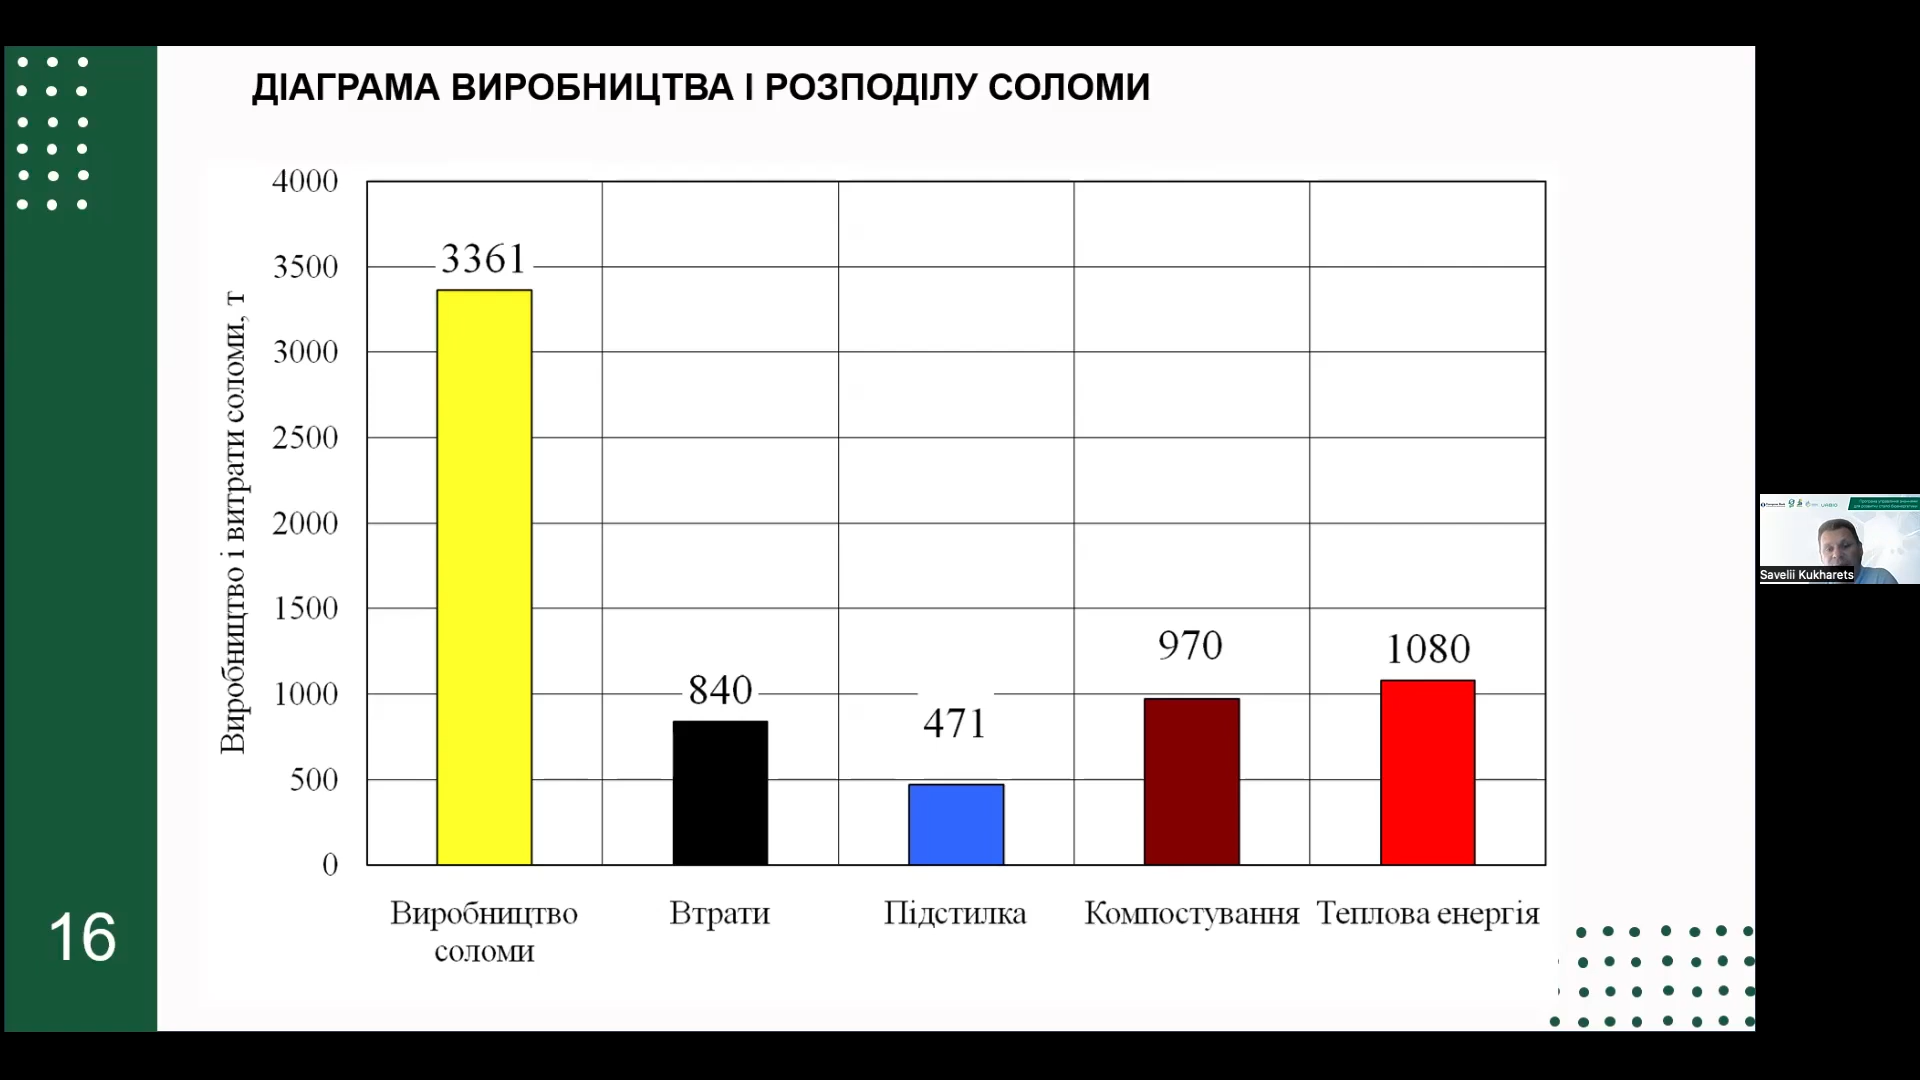 ДІАГРАМА ВИРОБНИЦТВА І РОЗПОДІЛУ СОЛОМИ
Виробництво і витрати соломи, т
4000
3500
3000
2500
2000
1500
1000
500
0
3361
840
471
970
1080
Виробництво
соломи
Втрати
Підстилка
Компостування
Теплова енергія
16
Savelii Kukharets